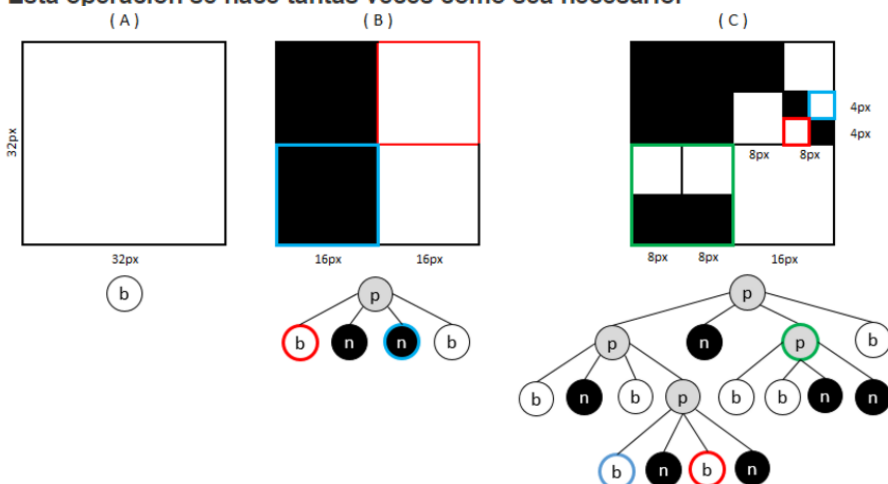 Esta operación se hace tantas veces como sea necesario.
( A ) ( B ) ( C )
32px
4px
4px
8px 8px
32px 16px 16px 8px 8px 16px
b p p
b n n b p n p b
b n b p b b n n
b n b n